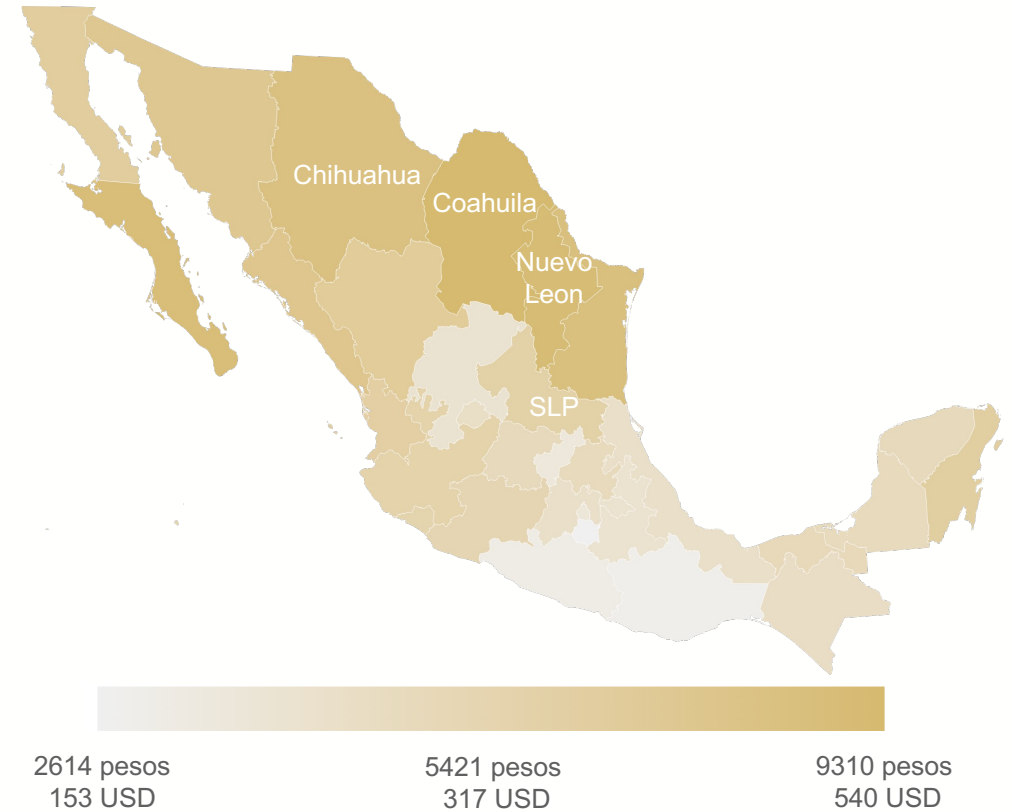 Chihuahua
Coahuila
Nuevo
Leon
SLP
2614 pesos
153 USD
5421 pesos
317 USD
9310 pesos
540 USD